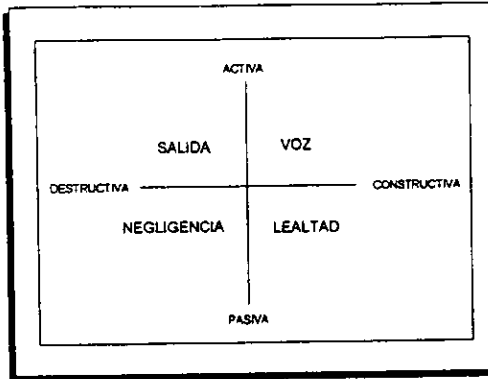 ACTIVA
SALIDA VOZ
DESTRUCTIVA CONSTRUCTIVA
NEGLIGENCIA LEALTAD
PASIVA